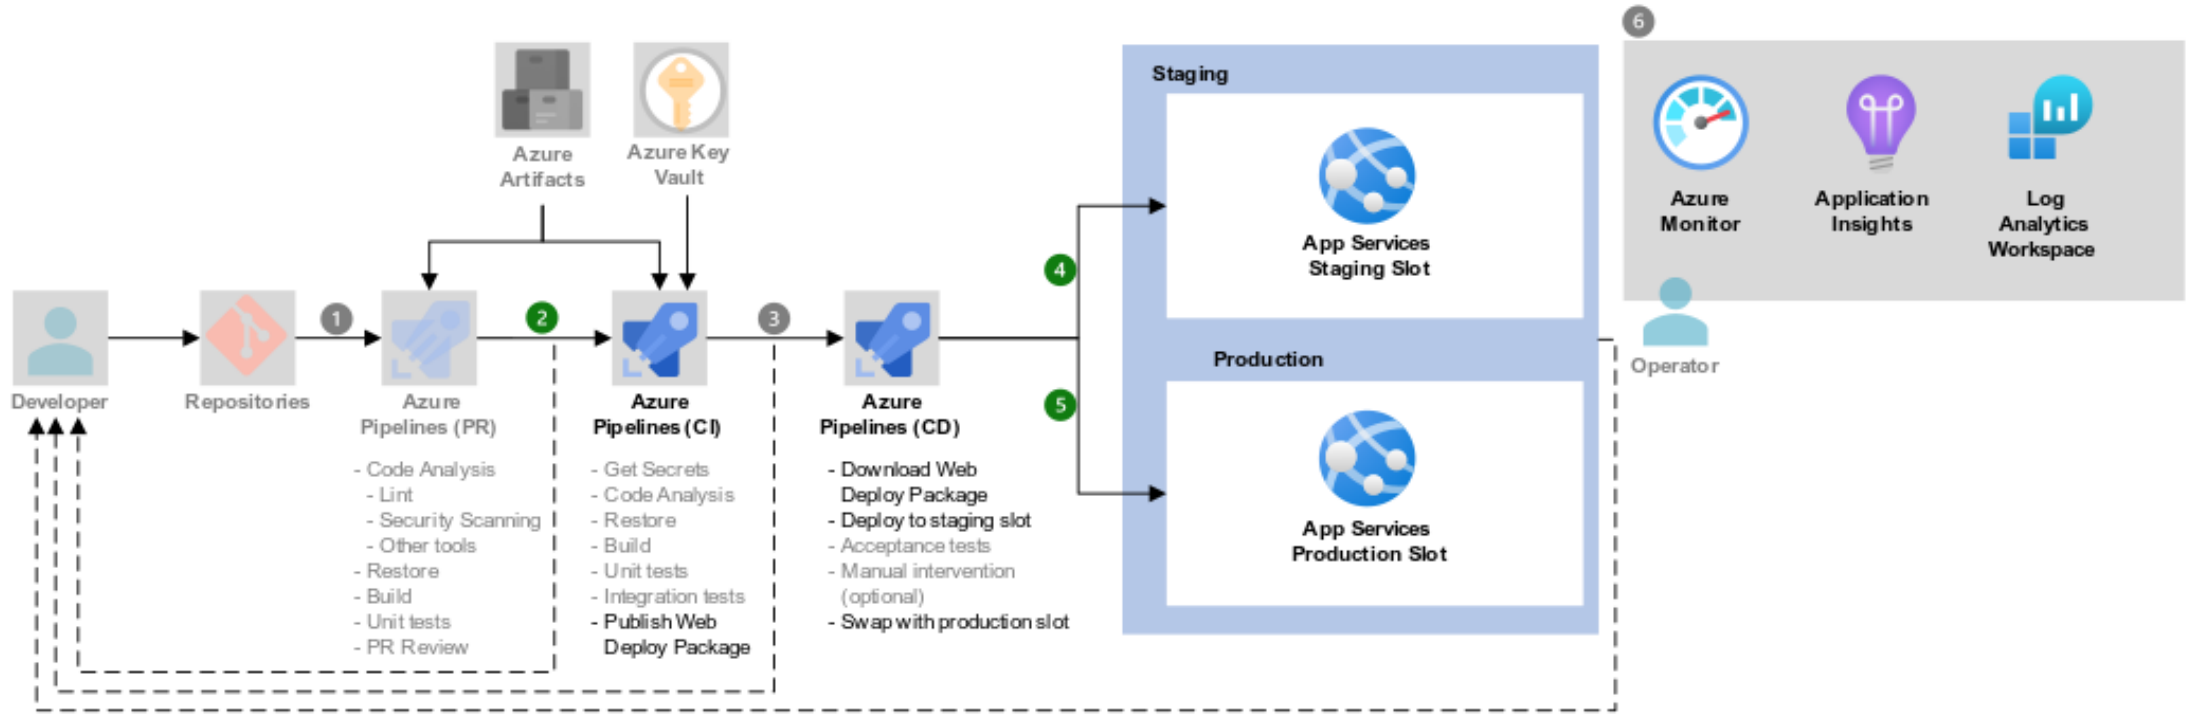 6
Azure
Artifacts
Azure Key
Vault
Staging
App Services
Staging Slot
Azure
Monitor
Application
Insights
Log
Analytics
Workspace
1
2
3
4
5
Production
App Services
Production Slot
Operator
Developer
Repositories
Azure
Pipelines (PR)
- Code Analysis
- Lint
- Security Scanning
- Other tools
- Restore
- Build
- Unit tests
- PR Review
Azure
Pipelines (CI)
- Get Secrets
- Code Analysis
- Restore
- Build
- Unit tests
- Integration tests
- Publish Web
Deploy Package
Azure
Pipelines (CD)
- Download Web
Deploy Package
- Deploy to staging slot
- Acceptance tests
- Manual intervention
(optional)
- Swap with production slot